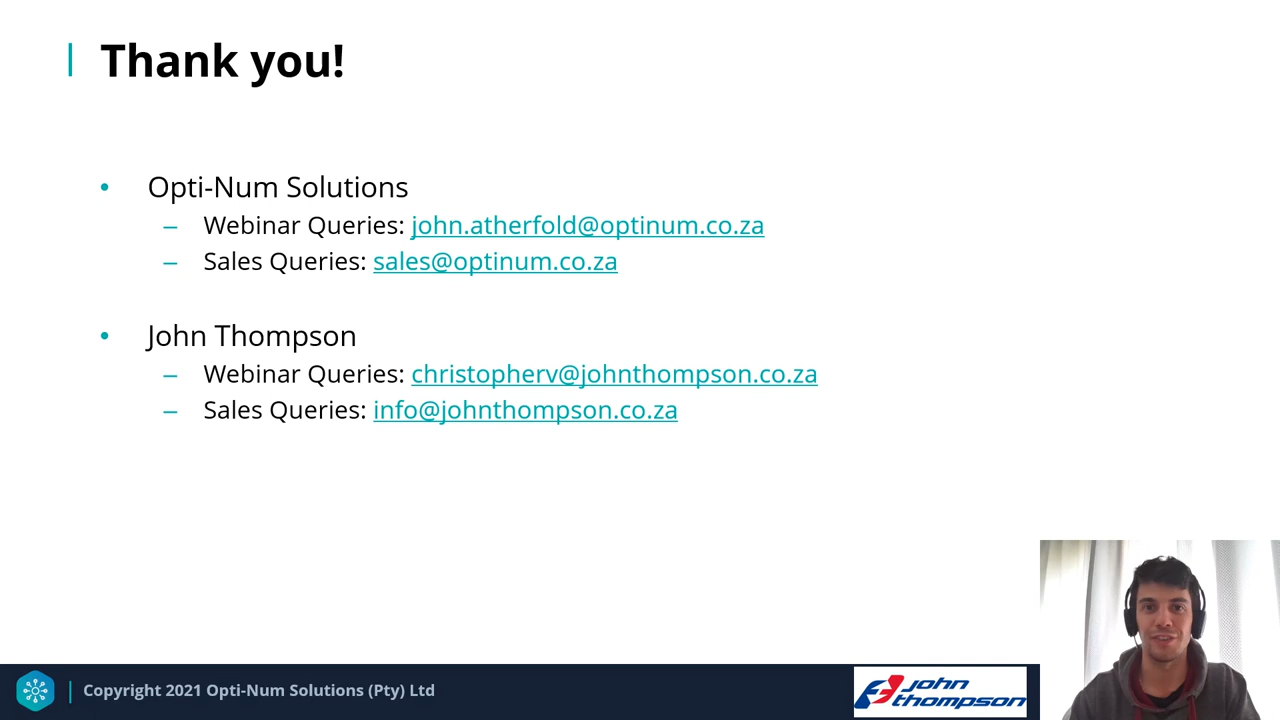 Thank you!
• Opti-Num Solutions
– Webinar Queries: john.atherfold@optinum.co.za
– Sales Queries: sales@optinum.co.za
• John Thompson
– Webinar Queries: christopherv@johnthompson.co.za
– Sales Queries: info@johnthompson.co.za
Copyright 2021 Opti-Num Solutions (Pty) Ltd
john
thompson